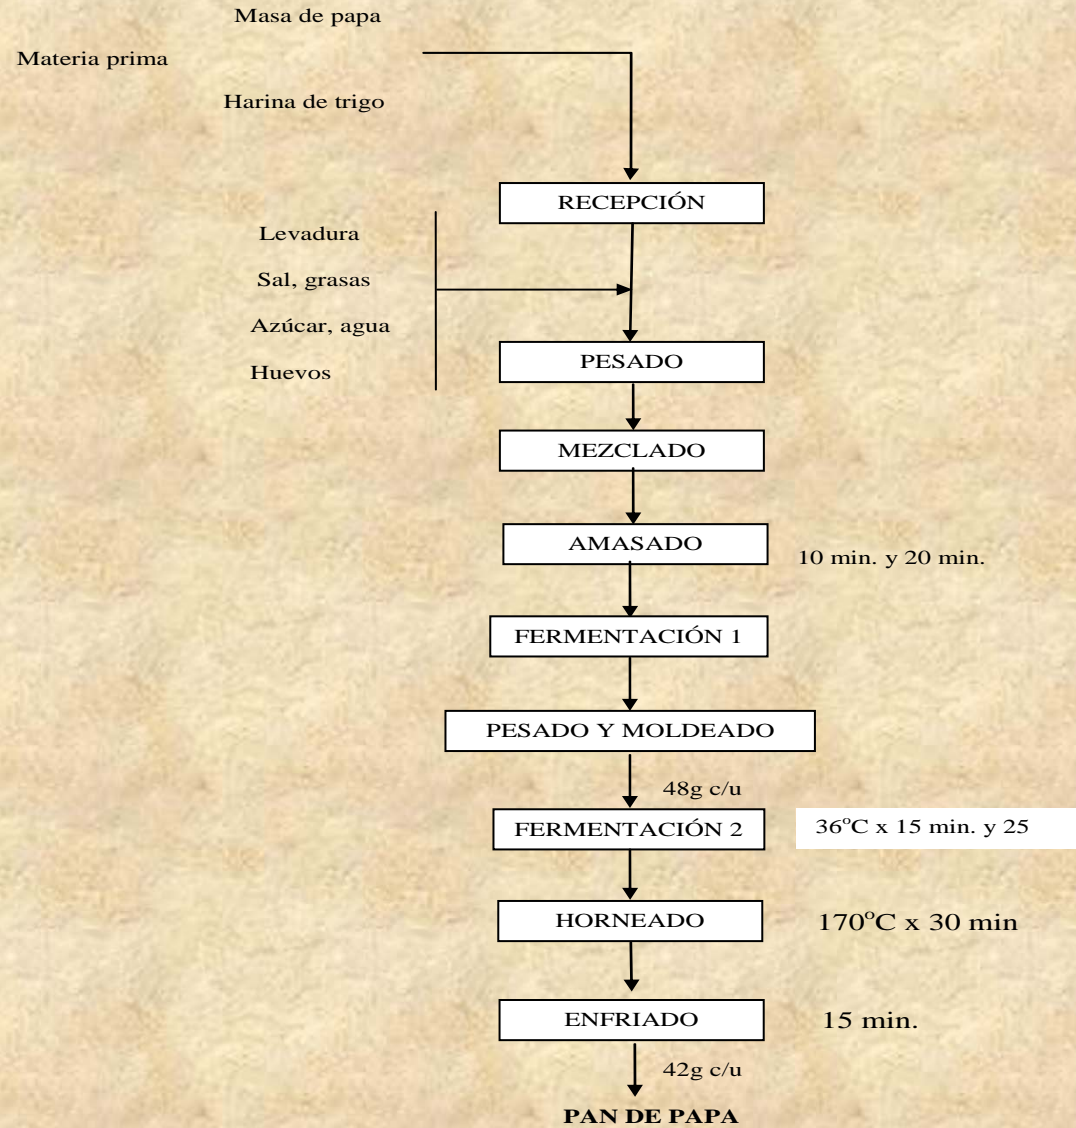 Masa de papa
Materia prima
Harina de trigo
RECEPCIÓN
Levadura
Sal, grasas
Azúcar, agua
Huevos
PESADO
MEZCLADO
AMASADO
10 min. y 20 min.
FERMENTACIÓN 1
PESADO Y MOLDEADO
48g c/u
FERMENTACIÓN 2
36°C x 15 min. y 25
HORNEADO
170°C x 30 min
ENFRIADO
15 min.
42g c/u
PAN DE PAPA